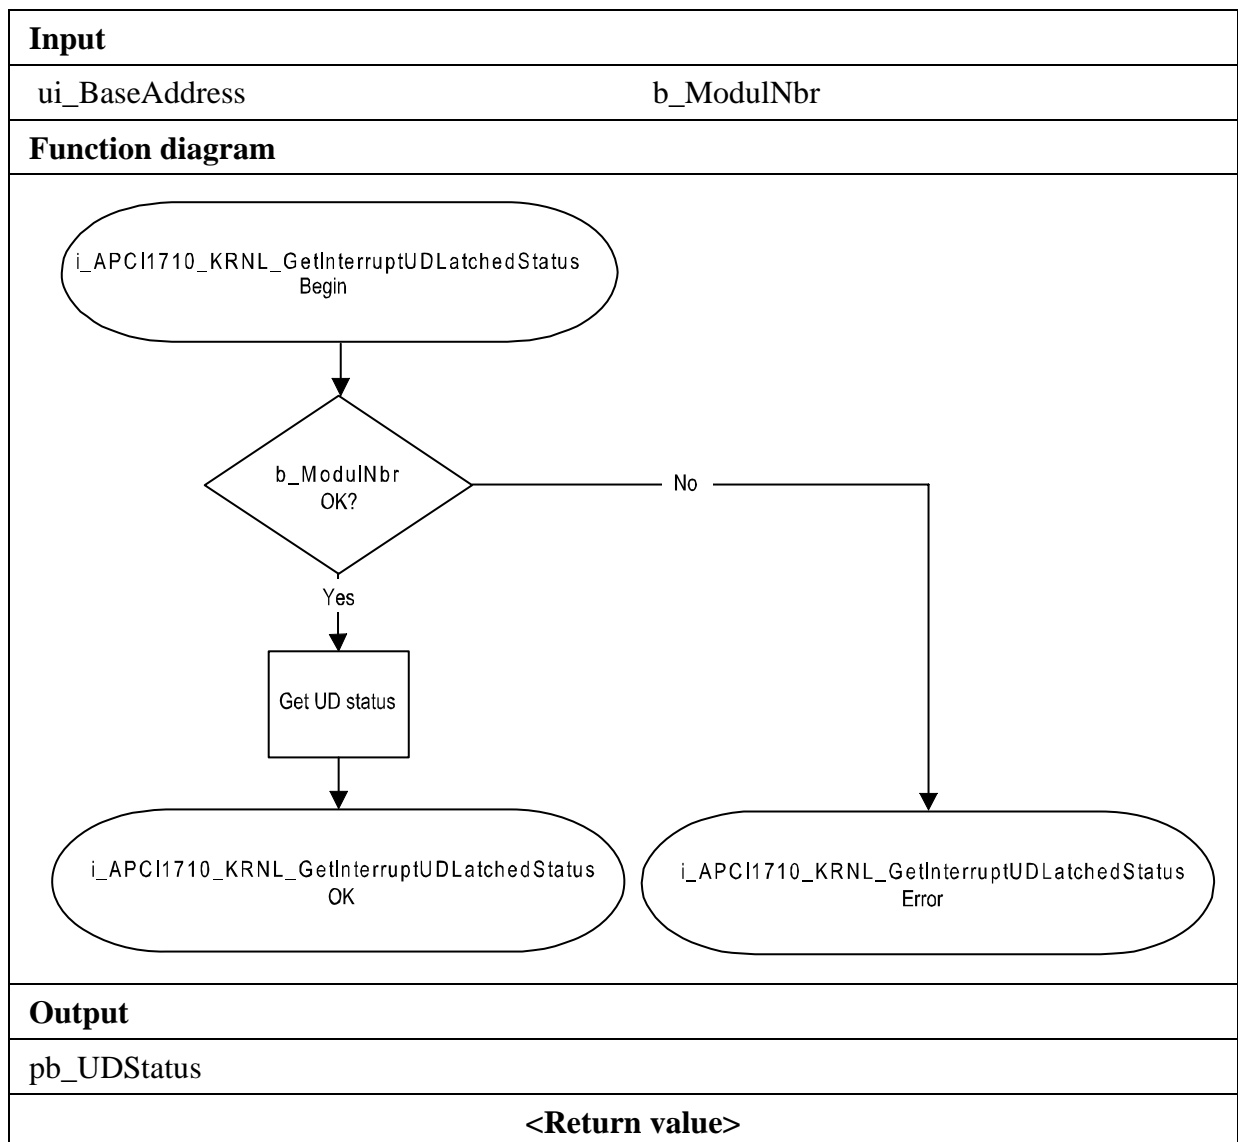 Input
ui_BaseAddress b_ModulNbr
Function diagram
i_APCI1710_KRNL_GetInterruptUDLatchedStatus
Begin
b_ModulNbr
OK?
No
Yes
Get UD status
i_APCI1710_KRNL_GetInterruptUDLatchedStatus
OK
i_APCI1710_KRNL_GetInterruptUDLatchedStatus
Error
Output
pb_UDStatus
<Return value>